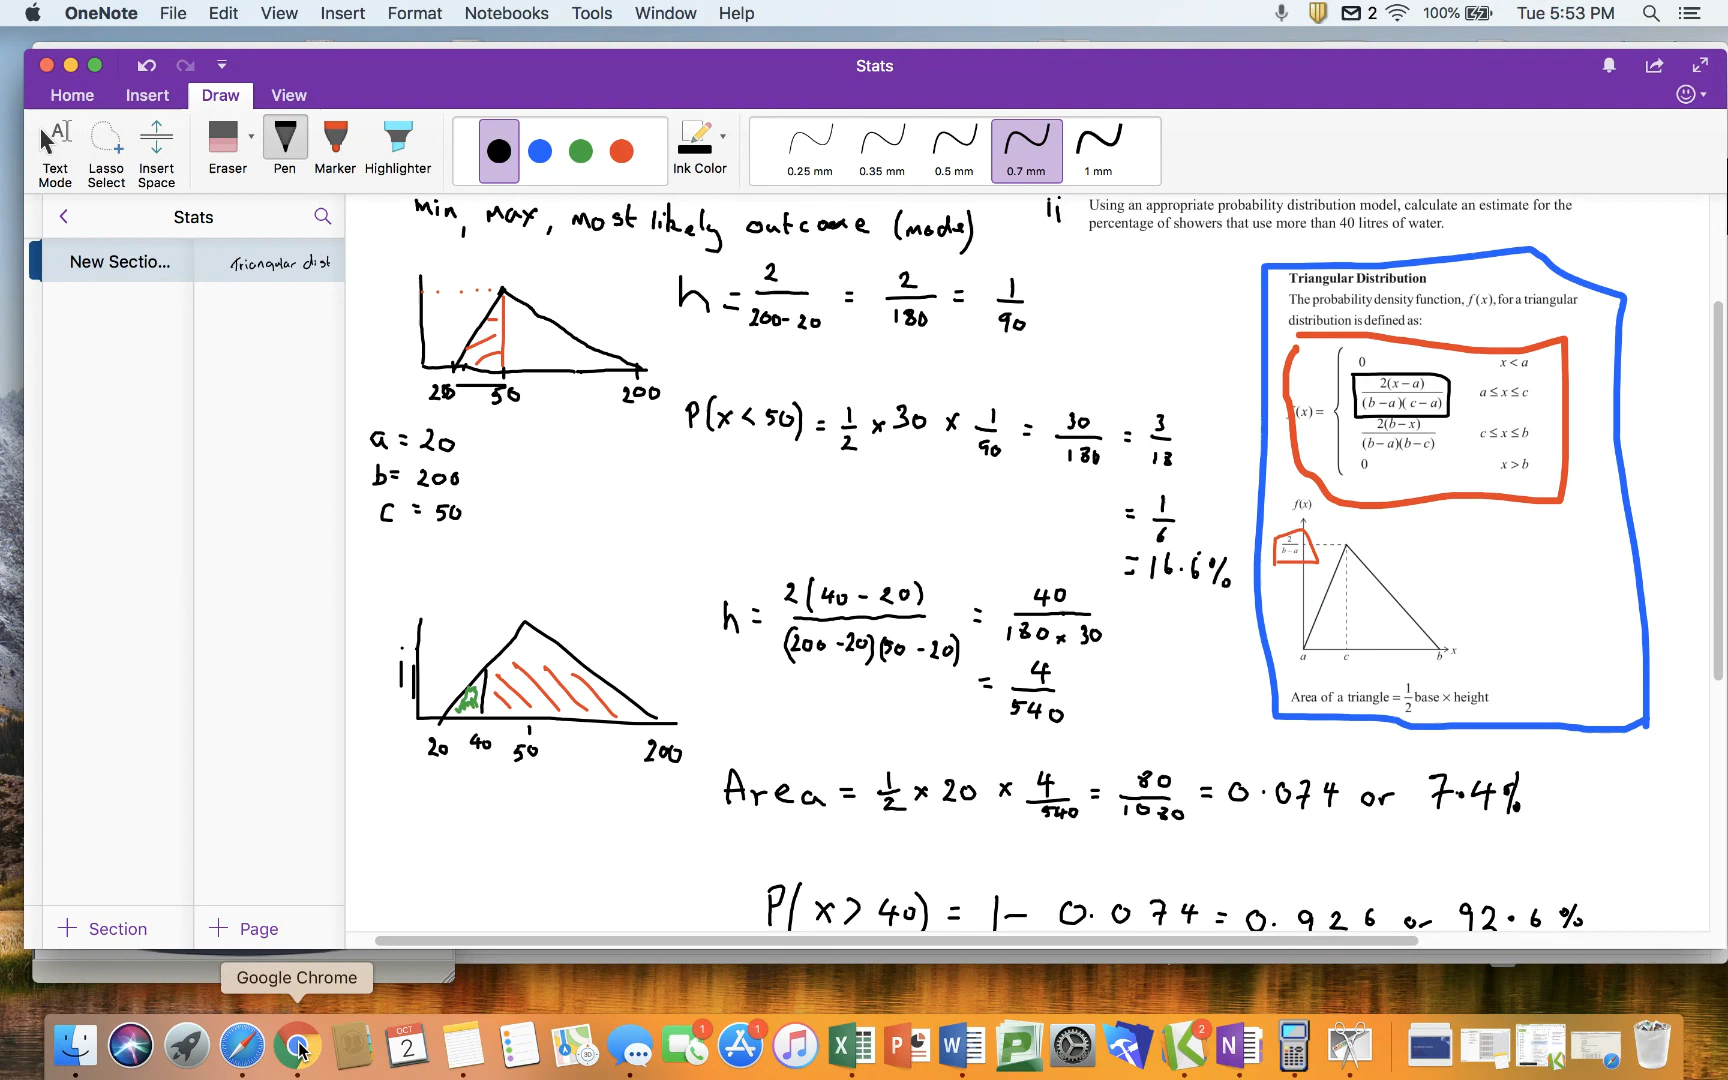 OneNote File Edit View Insert Format Notebooks Tools Window Help 2 100% Tue 5:53 PM
Stats
Home Insert Draw View
Text Mode
Lasso Select
Insert Space
Eraser
Pen
Marker
Highlighter
Ink Color
0.25 mm
0.35 mm
0.5 mm
0.7 mm
1 mm
Stats
New Sectio...
Triangular dist
+ Section
+ Page
Min, max, most likely outcome (mode)
ii Using an appropriate probability distribution model, calculate an estimate for the
percentage of showers that use more than 40 litres of water.
20 50 200
h = 2/(200-20) = 2/180 = 1/90
a = 20
b = 200
c = 50
P(x < 50) = 1/2 x 30 x 1/90 = 30/180 = 3/18
= 1/6
= 16.6%
Triangular Distribution
The probability density function, f (x), for a triangular
distribution is defined as:
f(x) =
0 x < a
2(x − a)/(b − a)(c − a) a ≤ x ≤ c
2(b − x)/(b − a)(b − c) c ≤ x ≤ b
0 x > b
f(x)
2/(b − a)
a c b x
Area of a triangle = 1/2 base × height
ii
20 40 50 200
h = 2(40 - 20)/(200 - 20)(50 - 20) = 40/180 x 30
= 4/540
Area = 1/2 x 20 x 4/540 = 80/1080 = 0.074 or 7.4%
P(x > 40) = 1 - 0.074 = 0.926 or 92.6%
Google Chrome
OCT
2
3D
1
1
2